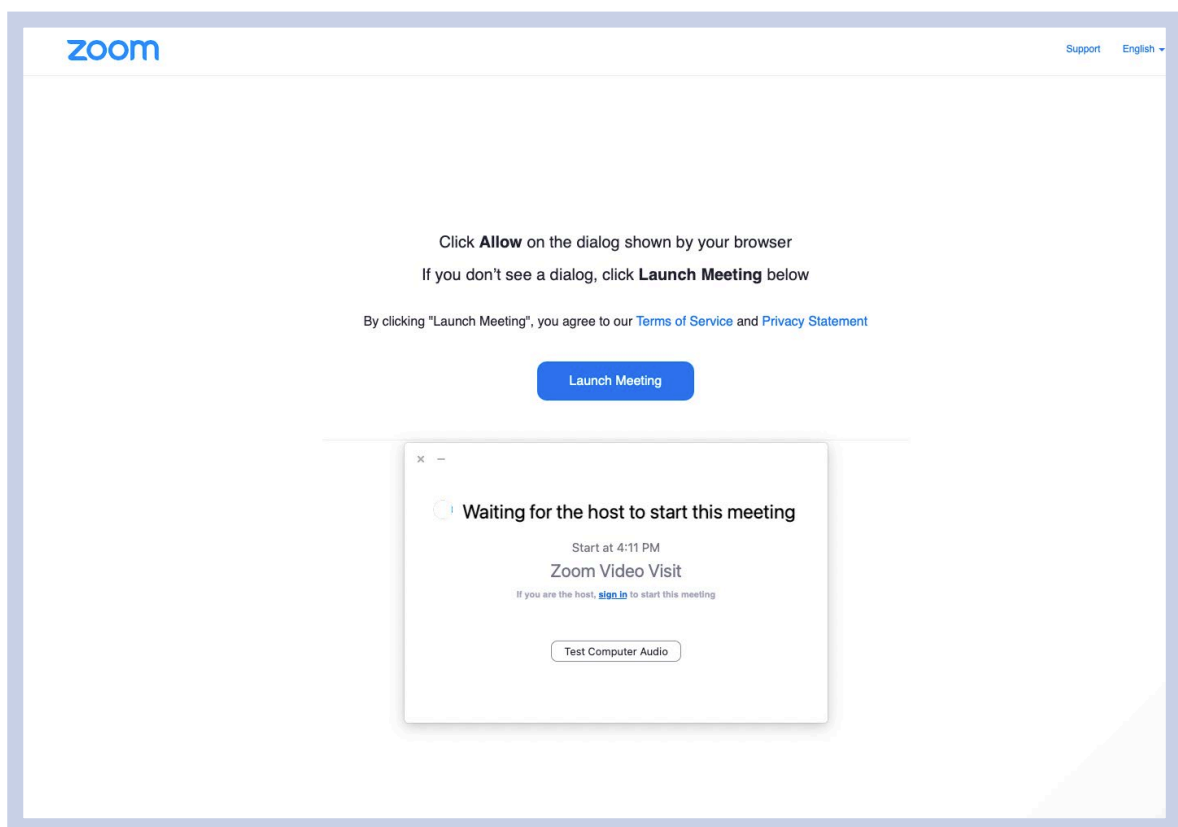 zoom
Support English
Click Allow on the dialog shown by your browser
If you don’t see a dialog, click Launch Meeting below
By clicking "Launch Meeting", you agree to our Terms of Service and Privacy Statement
Launch Meeting
Waiting for the host to start this meeting
Start at 4:11 PM
Zoom Video Visit
If you are the host, sign in to start this meeting
Test Computer Audio